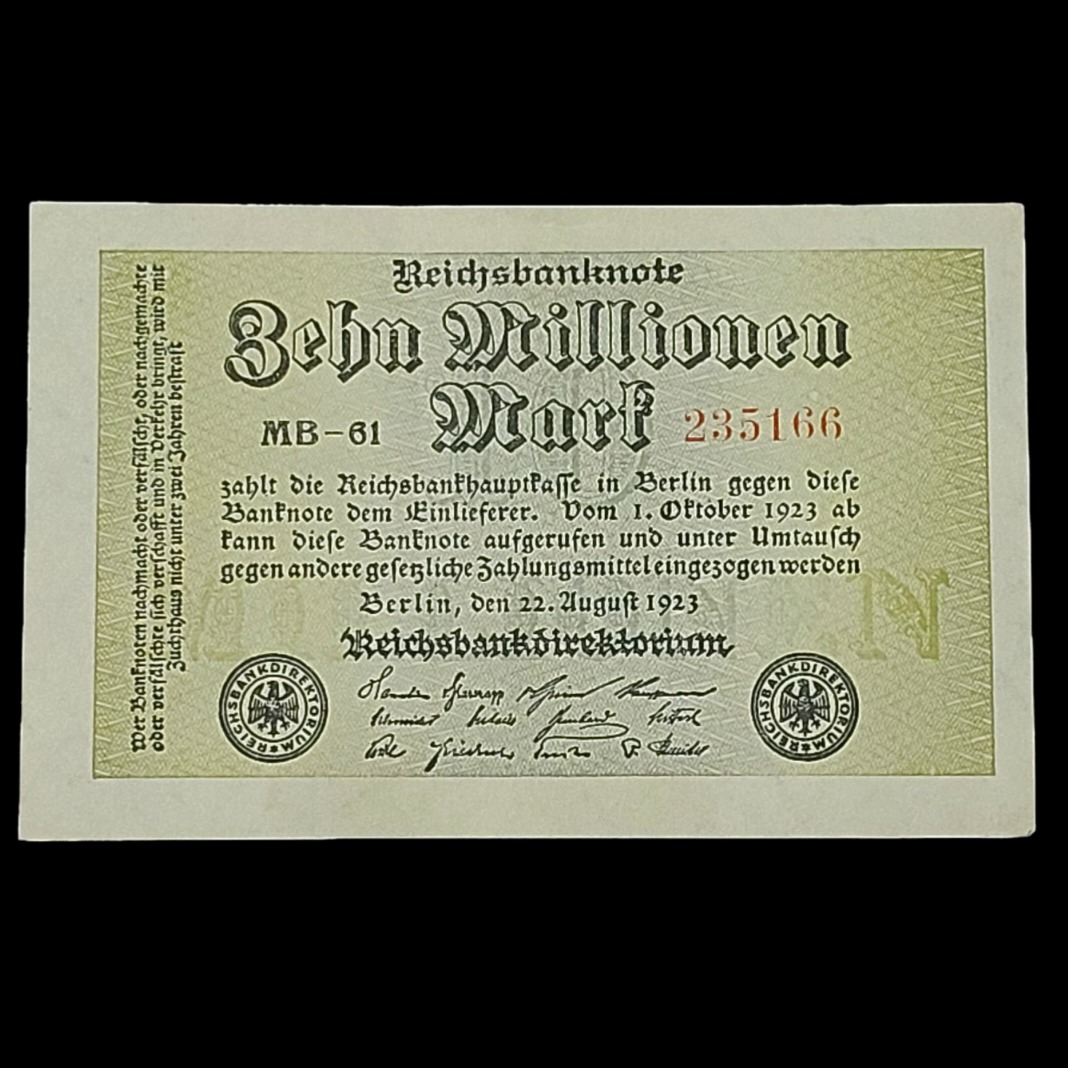 Reichsbanknote
Zehn Millionen
Mark
MB-61
235166
zahlt die Reichsbankhauptkasse in Berlin gegen diese
Banknote dem Einlieferer. Vom 1. Oktober 1923 ab
kann diese Banknote aufgerufen und unter Umtausch
gegen andere gesetzliche Zahlungsmittel eingezogen werden
Berlin, den 22. August 1923
Reichsbankdirektorium
REICHSBANKDIREKTORIUM
REICHSBANKDIREKTORIUM
Wer Banknoten nachmacht oder verfälscht, oder nachgemachte
oder verfälschte sich verschafft und in Verkehr bringt, wird mit
Zuchthaus nicht unter zwei Jahren bestraft